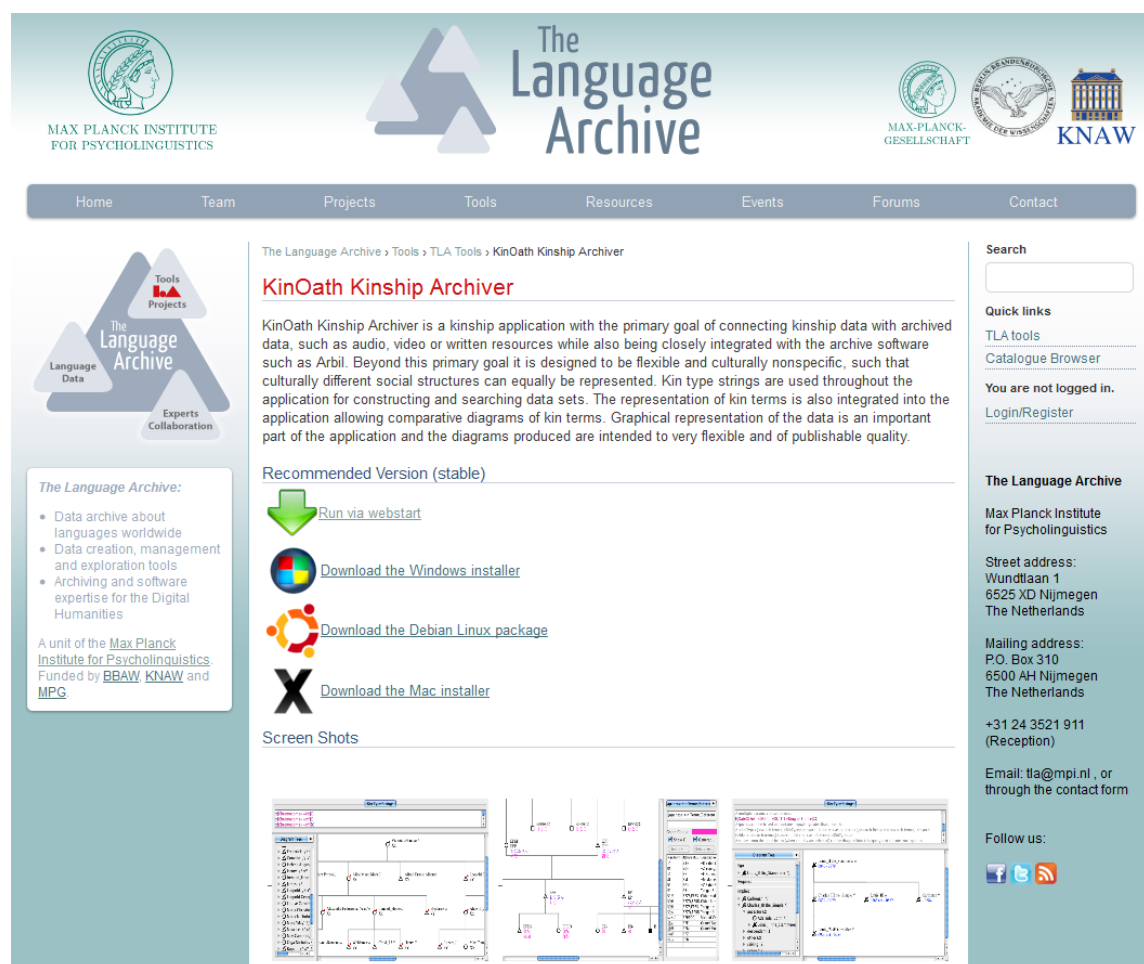 MAX PLANCK INSTITUTE
FOR PSYCHOLINGUISTICS
The
Language
Archive
MAX-PLANCK-
GESELLSCHAFT
BERLIN-BRANDENBURGISCHE
AKADEMIE DER WISSENSCHAFTEN
KNAW
Home Team Projects Tools Resources Events Forums Contact
Tools
LA
Projects
The
Language
Archive
Language
Data
Experts
Collaboration
The Language Archive:
• Data archive about
languages worldwide
• Data creation, management
and exploration tools
• Archiving and software
expertise for the Digital
Humanities
A unit of the Max Planck
Institute for Psycholinguistics.
Funded by BBAW, KNAW and
MPG.
The Language Archive › Tools › TLA Tools › KinOath Kinship Archiver
KinOath Kinship Archiver
KinOath Kinship Archiver is a kinship application with the primary goal of connecting kinship data with archived
data, such as audio, video or written resources while also being closely integrated with the archive software
such as Arbil. Beyond this primary goal it is designed to be flexible and culturally nonspecific, such that
culturally different social structures can equally be represented. Kin type strings are used throughout the
application for constructing and searching data sets. The representation of kin terms is also integrated into the
application allowing comparative diagrams of kin terms. Graphical representation of the data is an important
part of the application and the diagrams produced are intended to very flexible and of publishable quality.
Recommended Version (stable)
Run via webstart
Download the Windows installer
Download the Debian Linux package
Download the Mac installer
Screen Shots
Search
Quick links
TLA tools
Catalogue Browser
You are not logged in.
Login/Register
The Language Archive
Max Planck Institute
for Psycholinguistics
Street address:
Wundtlaan 1
6525 XD Nijmegen
The Netherlands
Mailing address:
P.O. Box 310
6500 AH Nijmegen
The Netherlands
+31 24 3521 911
(Reception)
Email: tla@mpi.nl , or
through the contact form
Follow us: